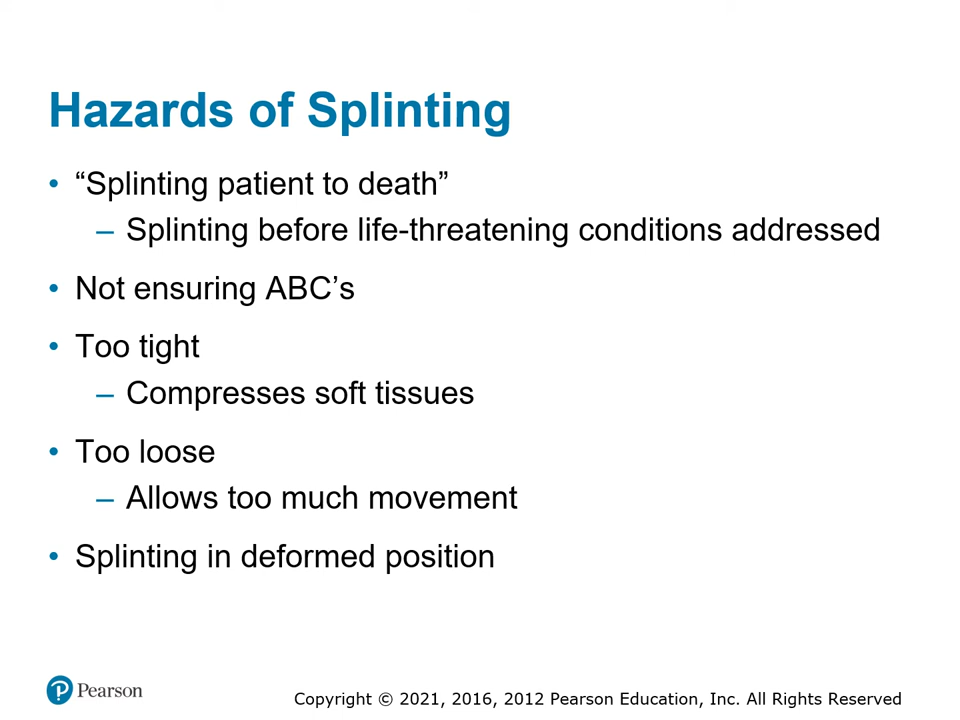 Hazards of Splinting
• “Splinting patient to death”
– Splinting before life-threatening conditions addressed
• Not ensuring ABC’s
• Too tight
– Compresses soft tissues
• Too loose
– Allows too much movement
• Splinting in deformed position
Pearson
Copyright © 2021, 2016, 2012 Pearson Education, Inc. All Rights Reserved